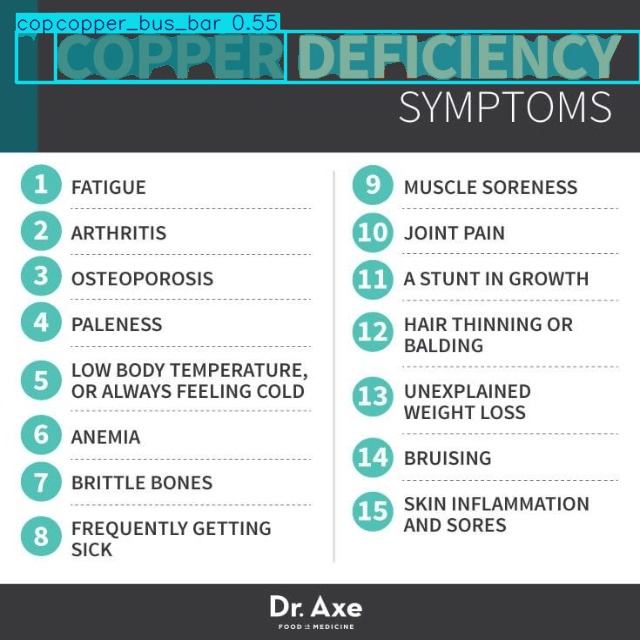 copcopper_bus_bar 0.55
COPPER DEFICIENCY
SYMPTOMS
1 FATIGUE
2 ARTHRITIS
3 OSTEOPOROSIS
4 PALENESS
5 LOW BODY TEMPERATURE,
OR ALWAYS FEELING COLD
6 ANEMIA
7 BRITTLE BONES
8 FREQUENTLY GETTING
SICK
9 MUSCLE SORENESS
10 JOINT PAIN
11 A STUNT IN GROWTH
12 HAIR THINNING OR
BALDING
13 UNEXPLAINED
WEIGHT LOSS
14 BRUISING
15 SKIN INFLAMMATION
AND SORES
Dr. Axe
FOOD IS MEDICINE